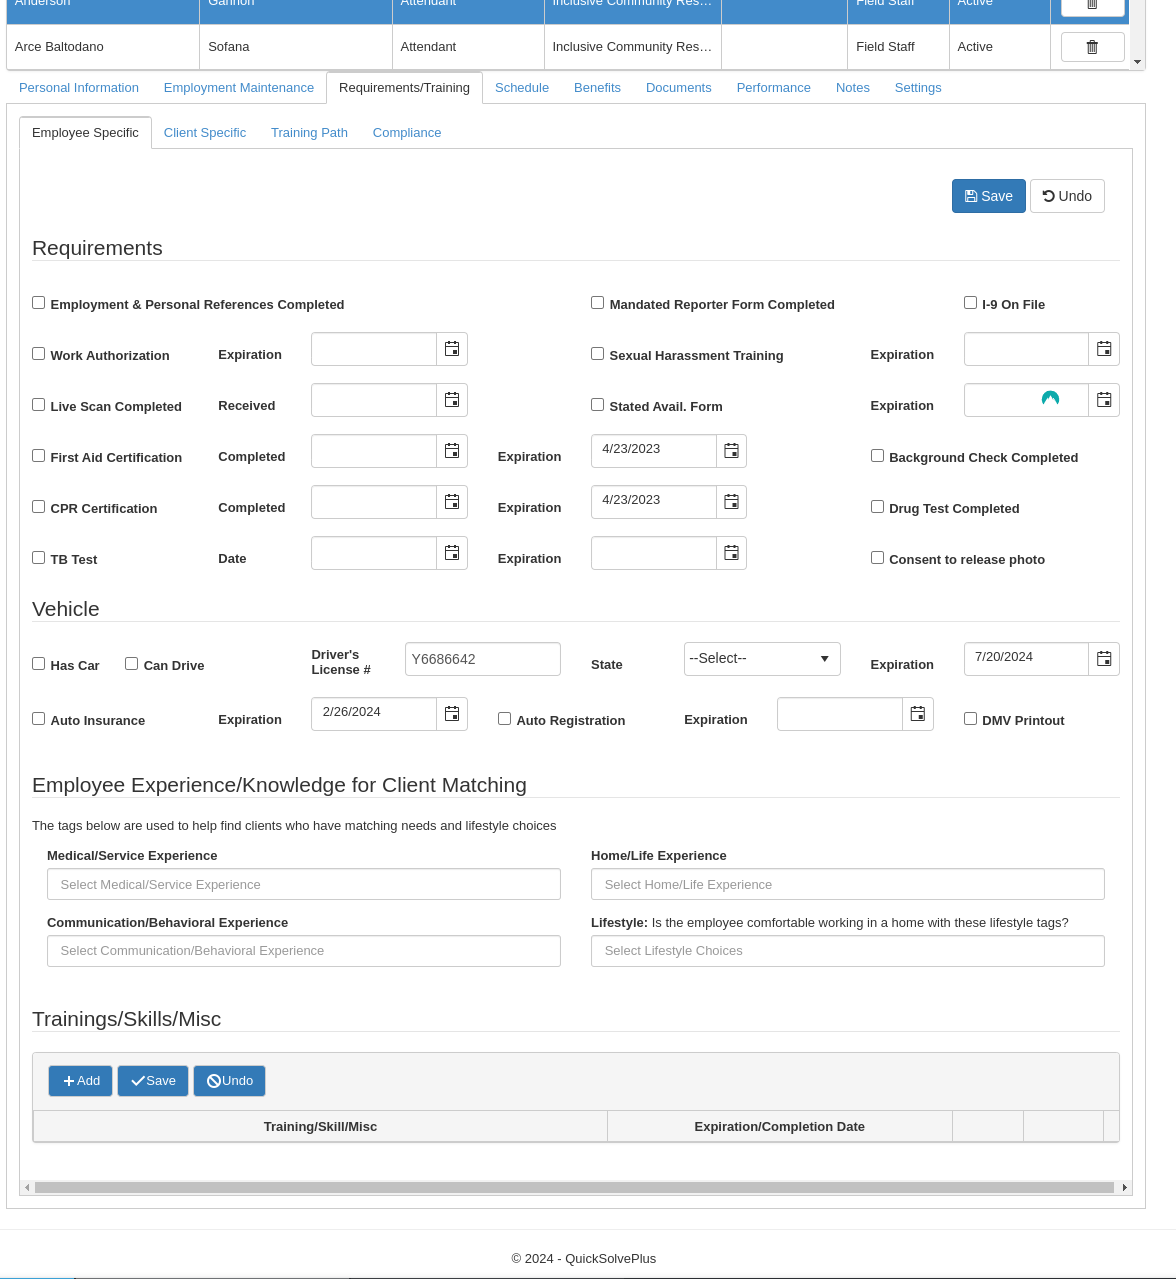 Anderson Gannon Attendant Inclusive Community Res… Field Staff Active
Arce Baltodano Sofana Attendant Inclusive Community Res… Field Staff Active
Personal Information Employment Maintenance Requirements/Training Schedule Benefits Documents Performance Notes Settings
Employee Specific Client Specific Training Path Compliance
Save Undo
Requirements
Employment & Personal References Completed Mandated Reporter Form Completed I-9 On File
Work Authorization Expiration Sexual Harassment Training Expiration
Live Scan Completed Received Stated Avail. Form Expiration
First Aid Certification Completed Expiration 4/23/2023 Background Check Completed
CPR Certification Completed Expiration 4/23/2023 Drug Test Completed
TB Test Date Expiration Consent to release photo
Vehicle
Has Car Can Drive Driver's License # Y6686642 State --Select-- Expiration 7/20/2024
Auto Insurance Expiration 2/26/2024 Auto Registration Expiration DMV Printout
Employee Experience/Knowledge for Client Matching
The tags below are used to help find clients who have matching needs and lifestyle choices
Medical/Service Experience Home/Life Experience
Select Medical/Service Experience Select Home/Life Experience
Communication/Behavioral Experience Lifestyle: Is the employee comfortable working in a home with these lifestyle tags?
Select Communication/Behavioral Experience Select Lifestyle Choices
Trainings/Skills/Misc
Add Save Undo
Training/Skill/Misc Expiration/Completion Date
© 2024 - QuickSolvePlus